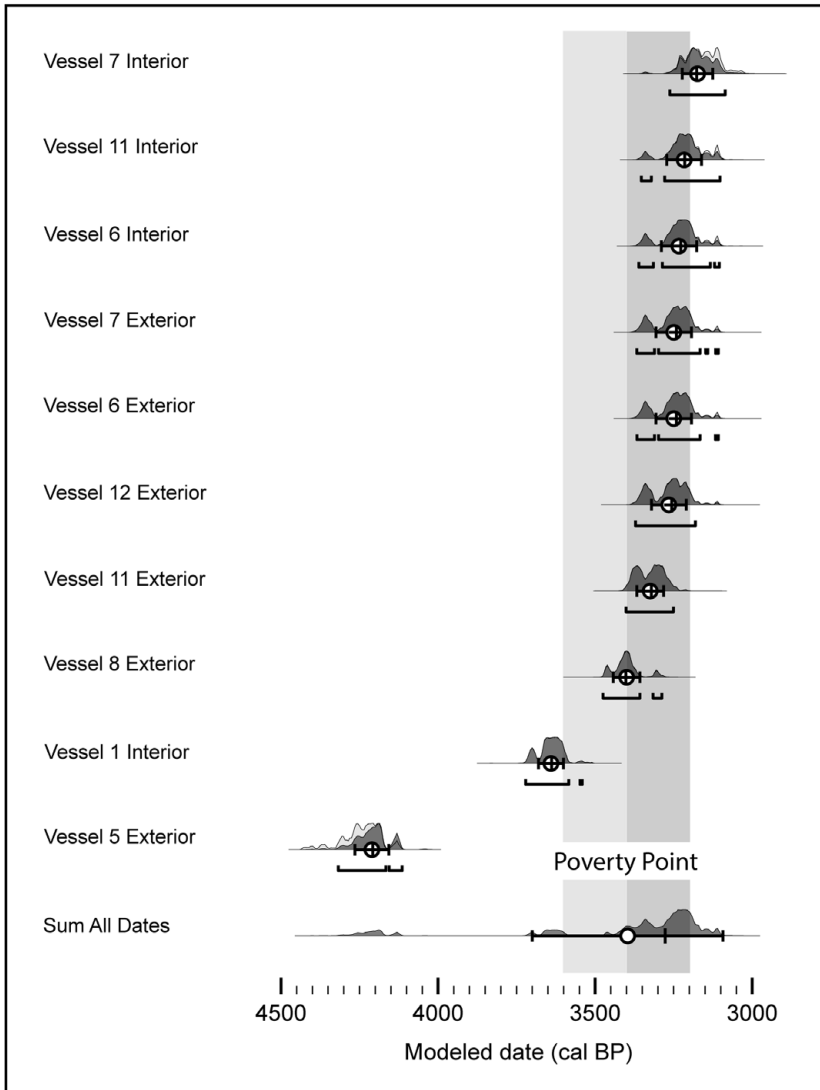 Vessel 7 Interior
Vessel 11 Interior
Vessel 6 Interior
Vessel 7 Exterior
Vessel 6 Exterior
Vessel 12 Exterior
Vessel 11 Exterior
Vessel 8 Exterior
Vessel 1 Interior
Vessel 5 Exterior
Poverty Point
Sum All Dates
4500 4000 3500 3000
Modeled date (cal BP)